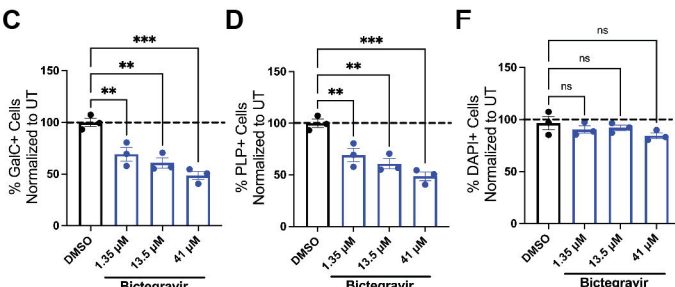 C
% GalC+ Cells
Normalized to UT
150
100
50
0
***
**
**
DMSO
1.35 µM
13.5 µM
41 µM
Bictegravir
D
% PLP+ Cells
Normalized to UT
150
100
50
0
***
**
**
DMSO
1.35 µM
13.5 µM
41 µM
Bictegravir
F
% DAPI+ Cells
Normalized to UT
150
100
50
0
ns
ns
ns
DMSO
1.35 µM
13.5 µM
41 µM
Bictegravir